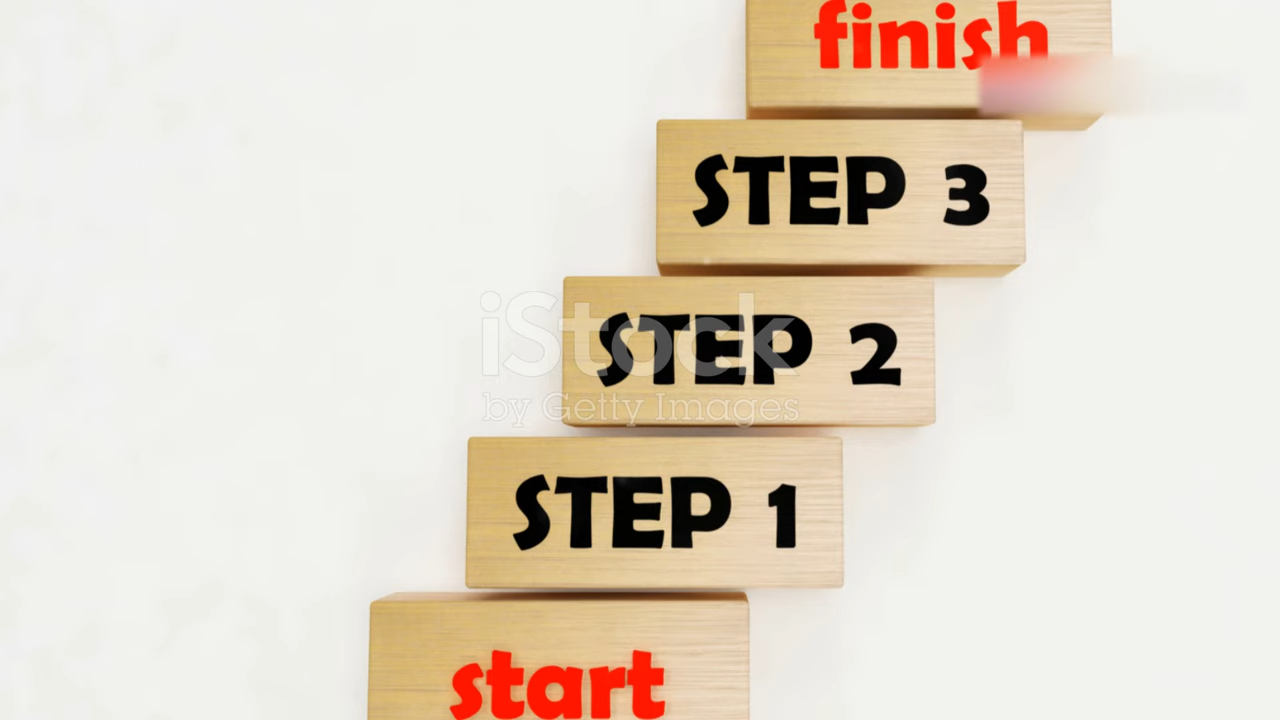 finish
STEP 3
STEP 2
iStock
by Getty Images
STEP 1
start